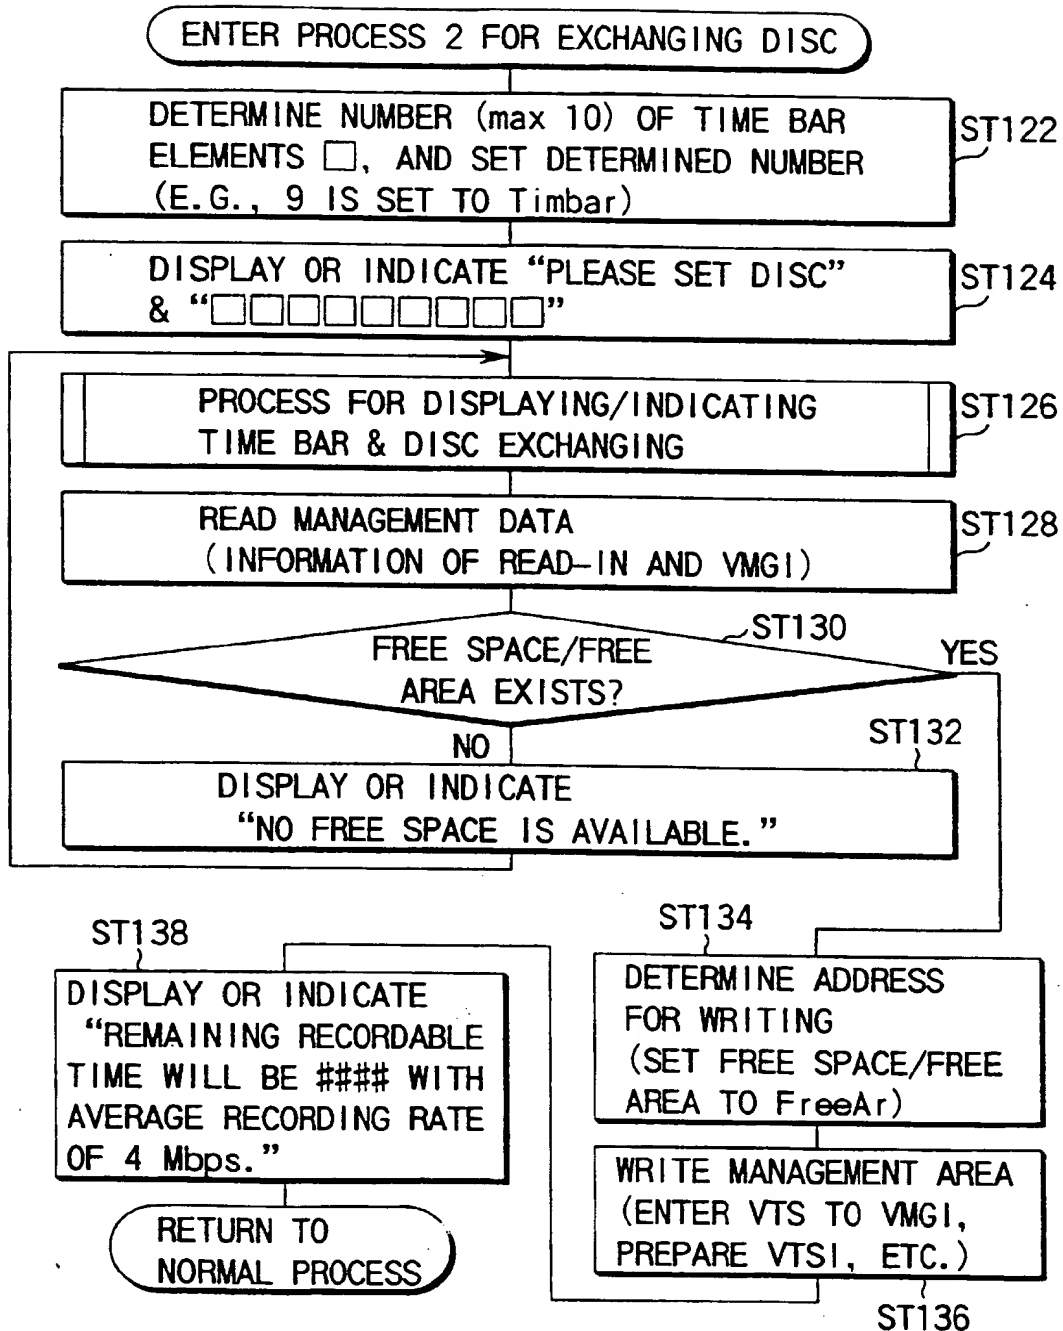 ENTER PROCESS 2 FOR EXCHANGING DISC
DETERMINE NUMBER (max 10) OF TIME BAR
ELEMENTS □, AND SET DETERMINED NUMBER
(E.G., 9 IS SET TO Timbar)
ST122
DISPLAY OR INDICATE “PLEASE SET DISC”
& “□□□□□□□□□”
ST124
PROCESS FOR DISPLAYING/INDICATING
TIME BAR & DISC EXCHANGING
ST126
READ MANAGEMENT DATA
(INFORMATION OF READ-IN AND VMGI)
ST128
ST130
FREE SPACE/FREE
AREA EXISTS?
YES
NO
ST132
DISPLAY OR INDICATE
“NO FREE SPACE IS AVAILABLE.”
ST134
DETERMINE ADDRESS
FOR WRITING
(SET FREE SPACE/FREE
AREA TO FreeAr)
WRITE MANAGEMENT AREA
(ENTER VTS TO VMGI,
PREPARE VTSI, ETC.)
ST136
ST138
DISPLAY OR INDICATE
“REMAINING RECORDABLE
TIME WILL BE #### WITH
AVERAGE RECORDING RATE
OF 4 Mbps.”
RETURN TO
NORMAL PROCESS